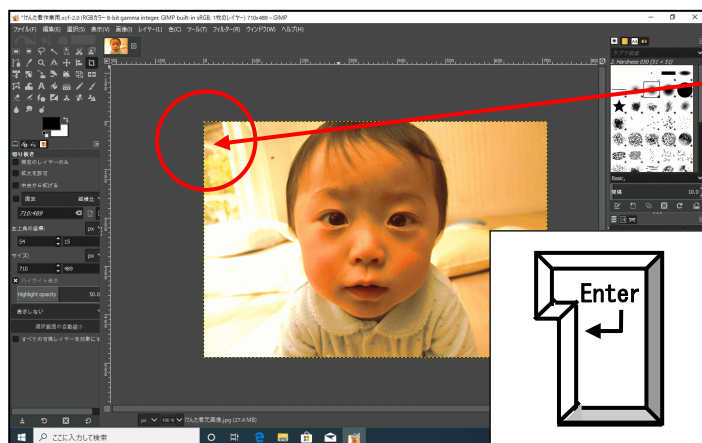 *けんた君作業用.xcf-2.0 (RGBカラー 8-bit gamma integer, GIMP built-in sRGB, 1枚のレイヤー) 710x489 – GIMP
ファイル(F) 編集(E) 選択(S) 表示(V) 画像(I) レイヤー(L) 色(C) ツール(T) フィルター(R) ウィンドウ(W) ヘルプ(H)
2. Hardness 050 (51 × 51)
切り抜き
現在のレイヤーのみ
拡大を許可
中央から拡げる
固定
縦横比
710:489
左上角の座標:
px
54
15
サイズ:
px
710
489
ハイライト表示
Highlight opacity
50.0
表示しない
選択範囲の自動縮小
すべての可視レイヤーを対象にす
Basic,
間隔
10.0
Enter
px
100 %
けんた君元画像.jpg (27.4 MB)
ここに入力して検索